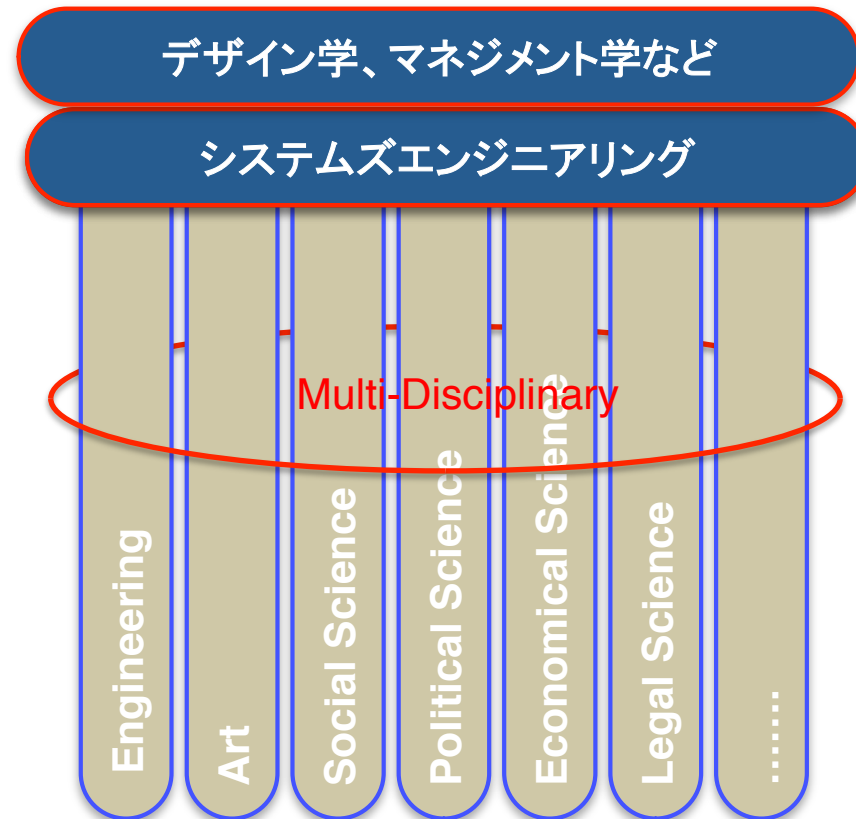 デザイン学、マネジメント学など
システムズエンジニアリング
Multi-Disciplinary
Engineering
Art
Social Science
Political Science
Economical Science
Legal Science
.......